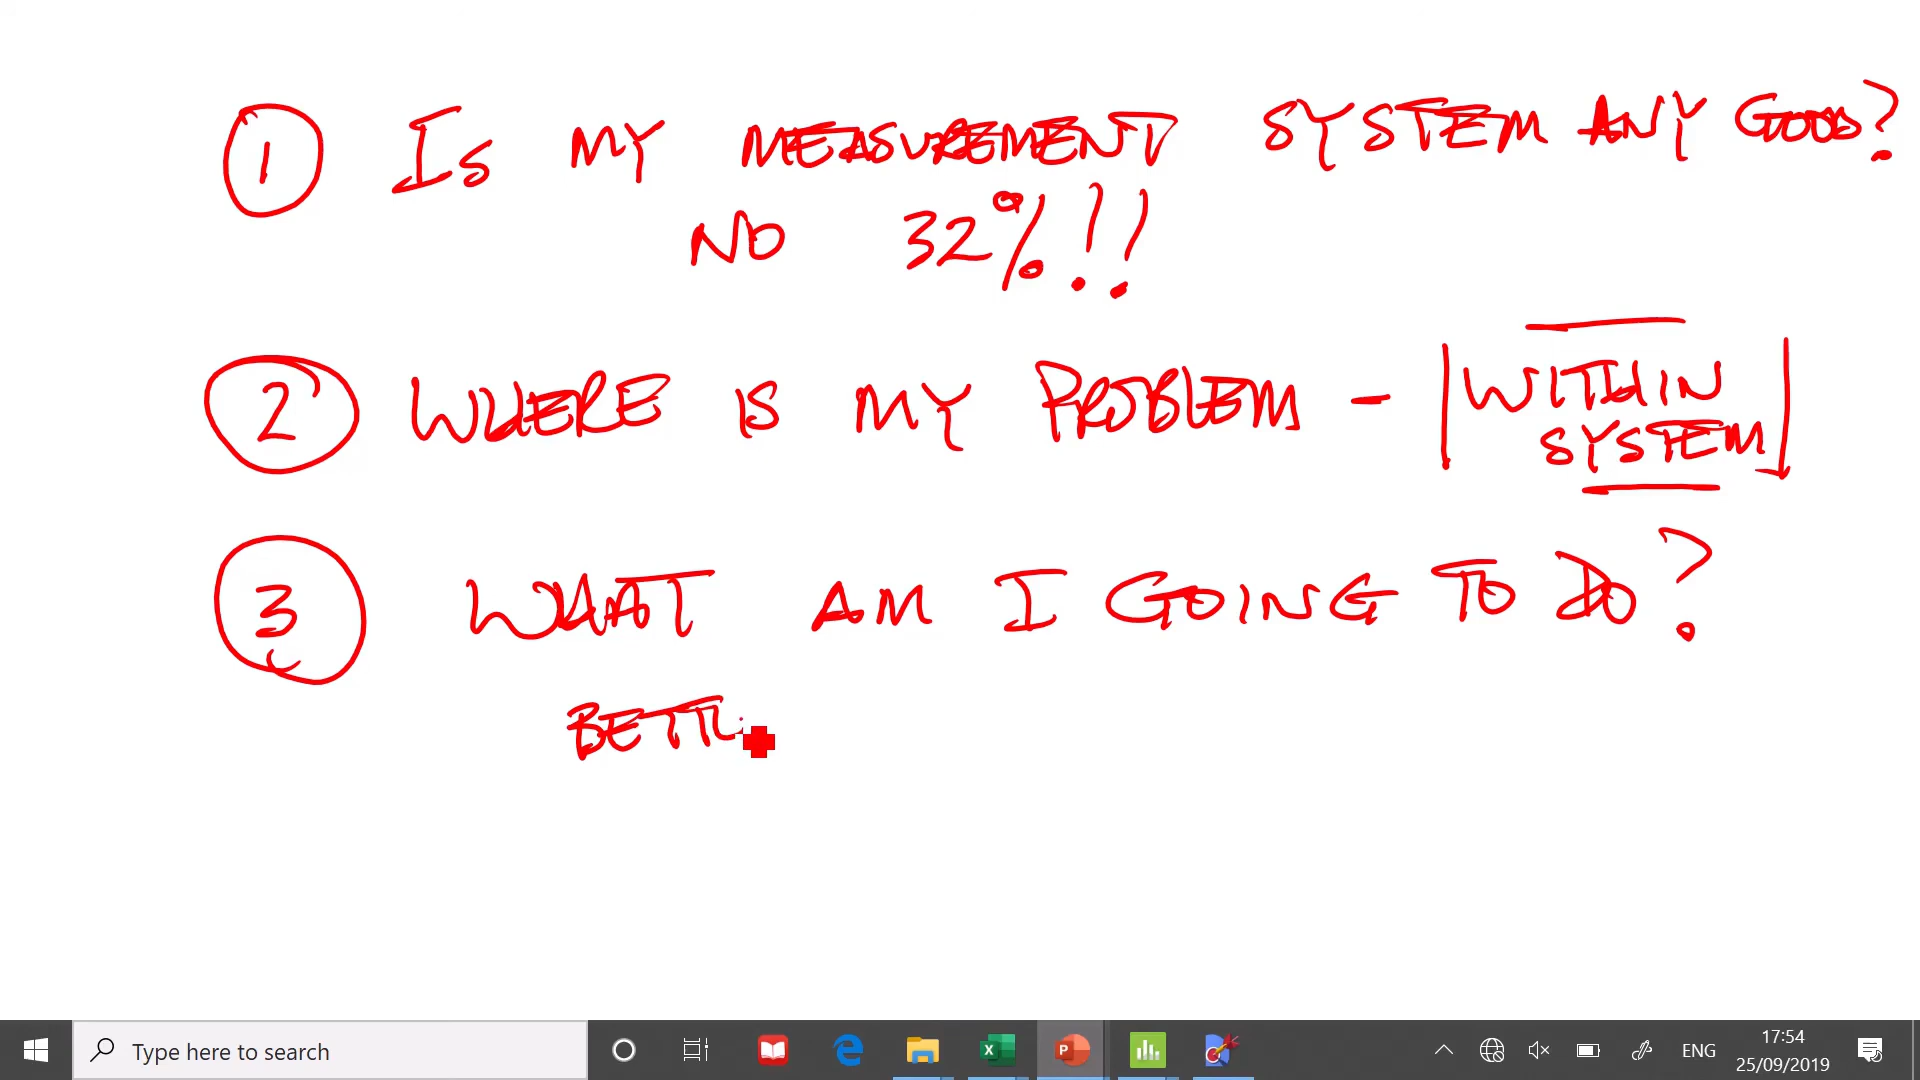 1 IS MY MEASUREMENT SYSTEM ANY GOOD?
NO 32%!!
2 WHERE IS MY PROBLEM - |WITHIN
SYSTEM|
3 WHAT AM I GOING TO DO?
Type here to search
ENG
17:54
25/09/2019